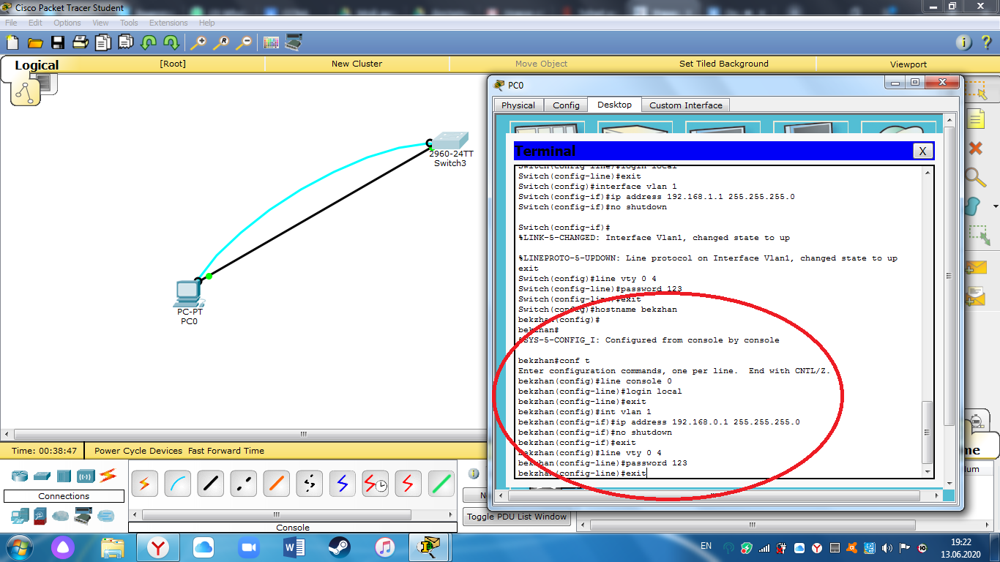 Cisco Packet Tracer Student
File Edit Options View Tools Extensions Help
Logical
[Root]
New Cluster
Move Object
Set Tiled Background
Viewport
2960-24TT
Switch3
PC-PT
PC0
PC0
Physical Config Desktop Custom Interface
Terminal
X
Switch(config-line)#login local
Switch(config-line)#exit
Switch(config)#interface vlan 1
Switch(config-if)#ip address 192.168.1.1 255.255.255.0
Switch(config-if)#no shutdown
Switch(config-if)#
%LINK-5-CHANGED: Interface Vlan1, changed state to up
%LINEPROTO-5-UPDOWN: Line protocol on Interface Vlan1, changed state to up
exit
Switch(config)#line vty 0 4
Switch(config-line)#password 123
Switch(config-line)#exit
Switch(config)#hostname bekzhan
bekzhan(config)#
bekzhan#
%SYS-5-CONFIG_I: Configured from console by console
bekzhan#conf t
Enter configuration commands, one per line. End with CNTL/Z.
bekzhan(config)#line console 0
bekzhan(config-line)#login local
bekzhan(config-line)#exit
bekzhan(config)#int vlan 1
bekzhan(config-if)#ip address 192.168.0.1 255.255.255.0
bekzhan(config-if)#no shutdown
bekzhan(config-if)#exit
bekzhan(config)#line vty 0 4
bekzhan(config-line)#password 123
bekzhan(config-line)#exit
Time: 00:38:47 Power Cycle Devices Fast Forward Time
Connections
Console
Toggle PDU List Window
EN
19:22
13.06.2020